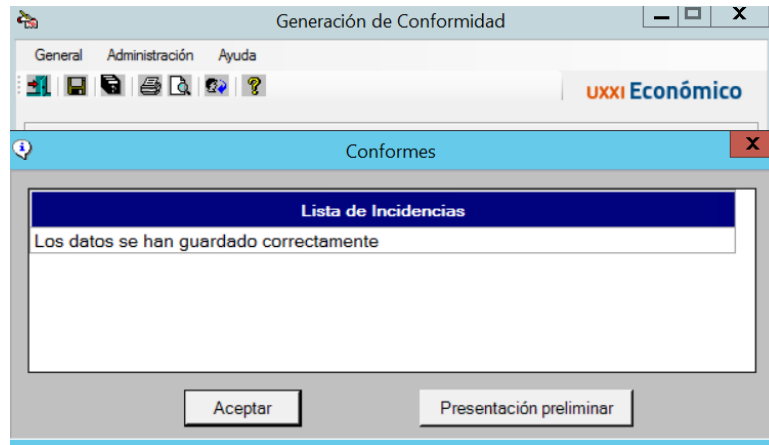 Generación de Conformidad
General Administración Ayuda
uxxi Económico
Conformes
Lista de Incidencias
Los datos se han guardado correctamente
Aceptar Presentación preliminar